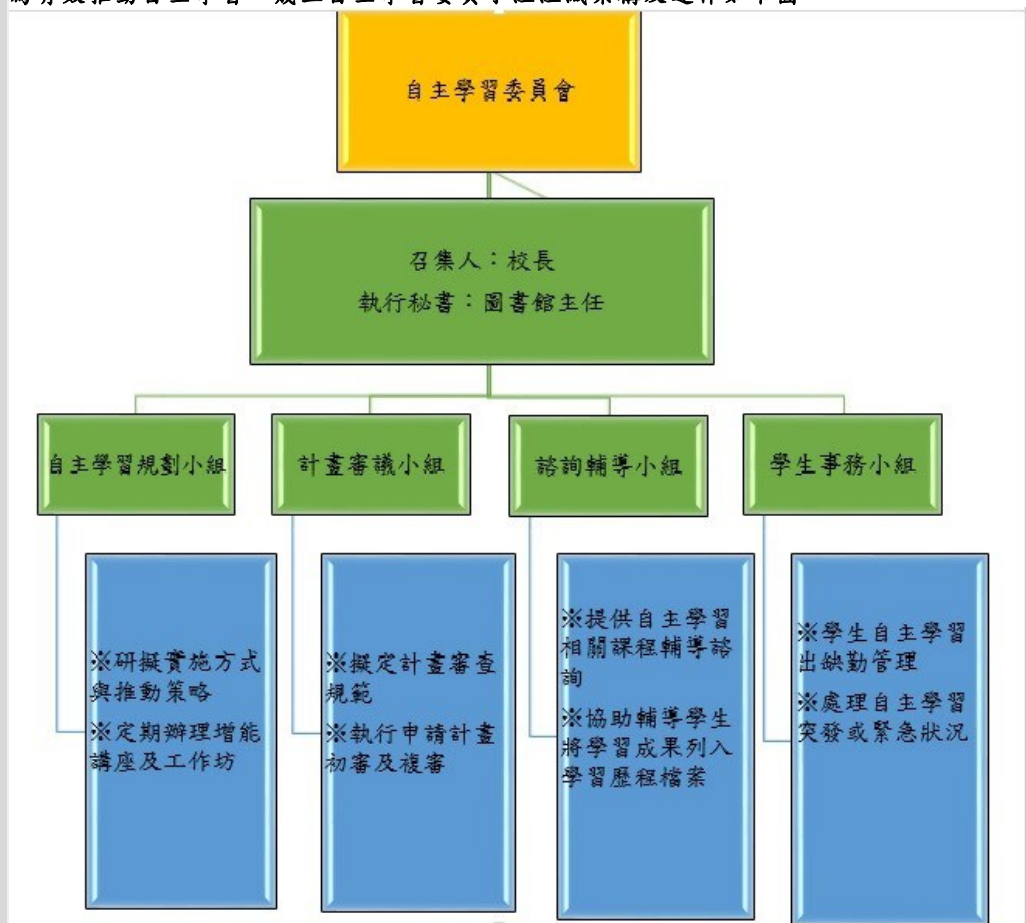 自主學習委員會
召集人：校長
執行秘書：圖書館主任
自主學習規劃小組
計畫審議小組
諮詢輔導小組
學生事務小組
※研擬實施方式
與推動策略
※定期辦理增能
講座及工作坊
※擬定計畫審查
規範
※執行申請計畫
初審及複審
※提供自主學習
相關課程輔導諮
詢
※協助輔導學生
將學習成果列入
學習歷程檔案
※學生自主學習
出缺勤管理
※處理自主學習
突發或緊急狀況